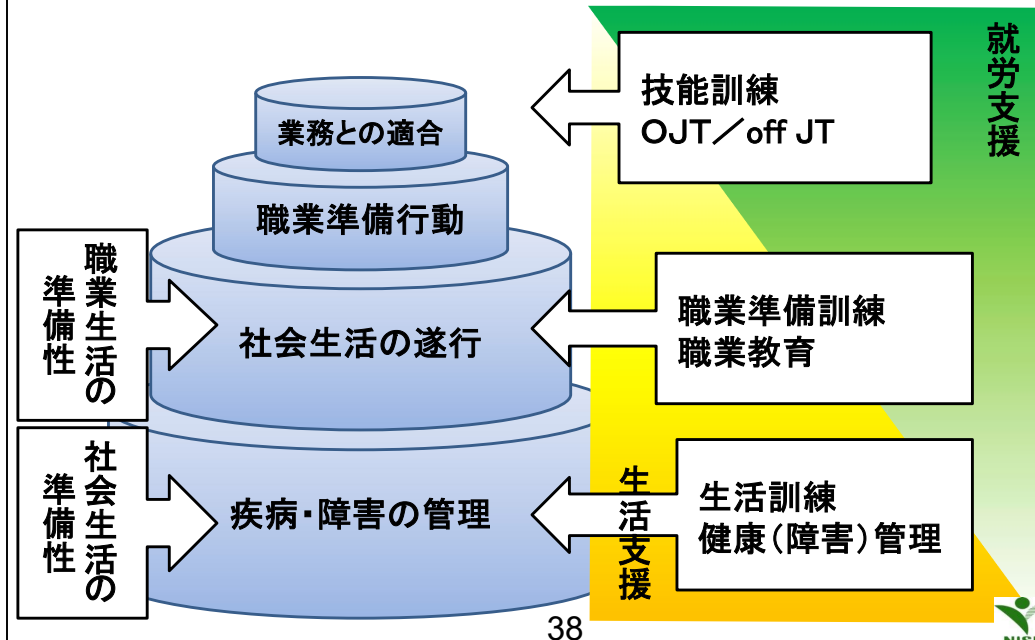 就労支援
技能訓練
OJT／off JT
業務との適合
職業準備行動
職業生活の
準備性
社会生活の遂行
職業準備訓練
職業教育
社会生活の
準備性
疾病・障害の管理
生活支援
生活訓練
健康（障害）管理
38